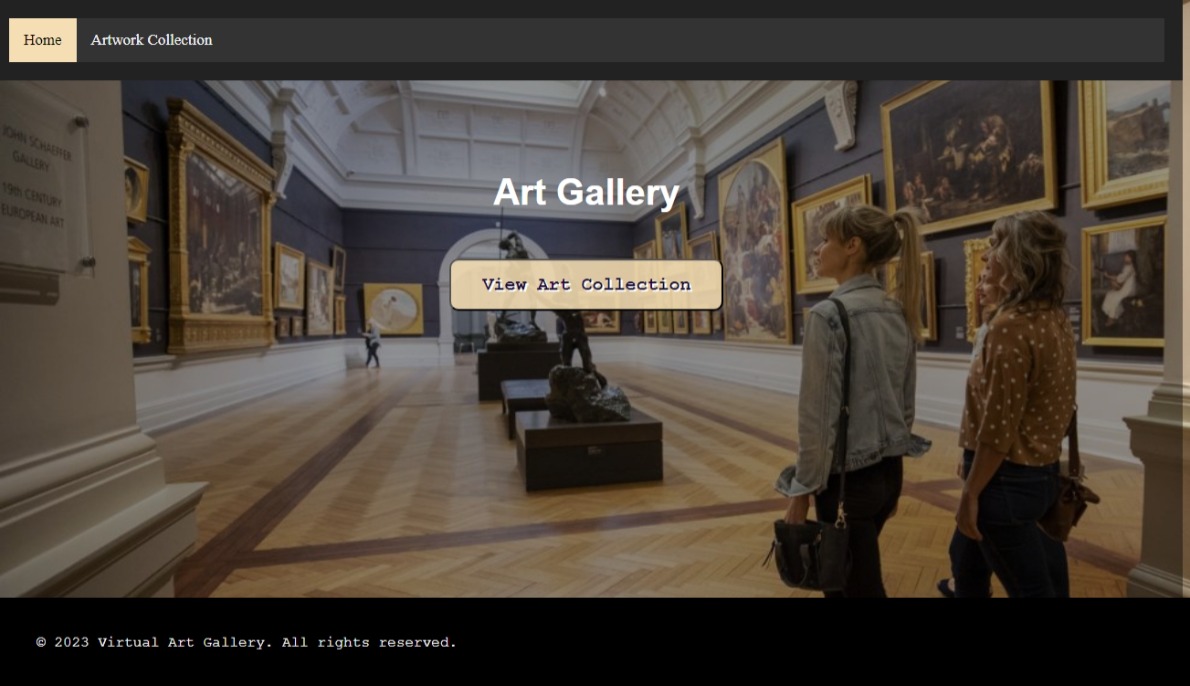 Home
Artwork Collection
JOHN SCHAEFFER
GALLERY
19th CENTURY
EUROPEAN ART
Art Gallery
View Art Collection
© 2023 Virtual Art Gallery. All rights reserved.